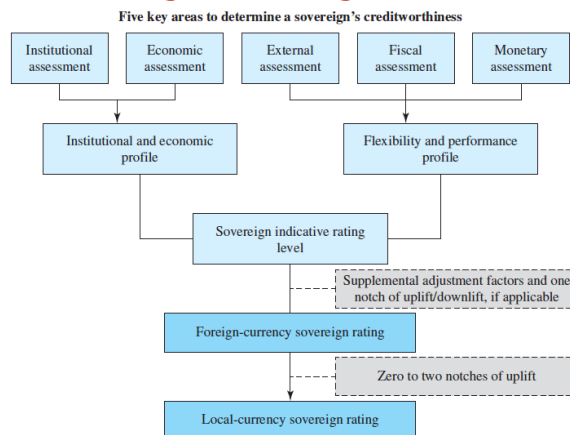 Five key areas to determine a sovereign's creditworthiness
Institutional
assessment
Economic
assessment
External
assessment
Fiscal
assessment
Monetary
assessment
Institutional and economic
profile
Flexibility and performance
profile
Sovereign indicative rating
level
Supplemental adjustment factors and one
notch of uplift/downlift, if applicable
Foreign-currency sovereign rating
Zero to two notches of uplift
Local-currency sovereign rating